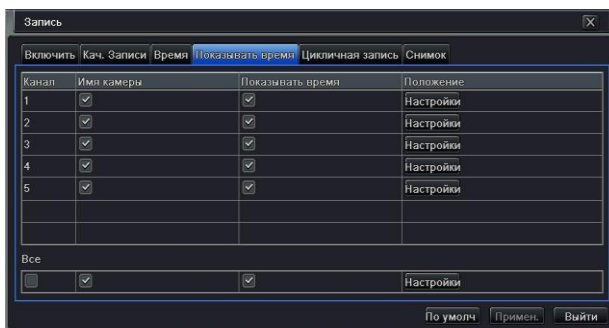 Запись
Включить Кач. Записи Время Показывать время Цикличная запись Снимок
Канал Имя камеры Показывать время Положение
1 Настройки
2 Настройки
3 Настройки
4 Настройки
5 Настройки
Все
Настройки
По умолч Примен. Выйти